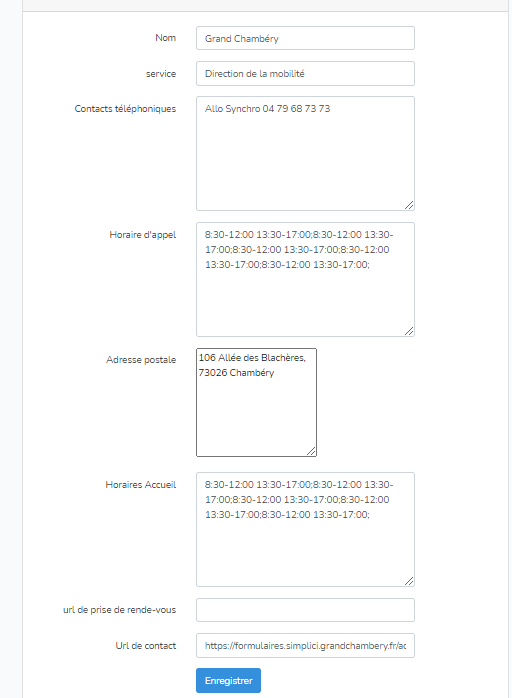 Nom
Grand Chambéry
service
Direction de la mobilité
Contacts téléphoniques
Allo Synchro 04 79 68 73 73
Horaire d'appel
8:30-12:00 13:30-17:00;8:30-12:00 13:30-
17:00;8:30-12:00 13:30-17:00;8:30-12:00
13:30-17:00;8:30-12:00 13:30-17:00;
Adresse postale
106 Allée des Blachères,
73026 Chambéry
Horaires Accueil
8:30-12:00 13:30-17:00;8:30-12:00 13:30-
17:00;8:30-12:00 13:30-17:00;8:30-12:00
13:30-17:00;8:30-12:00 13:30-17:00;
url de prise de rendez-vous
Url de contact
https://formulaires.simplici.grandchambery.fr/ac
Enregistrer